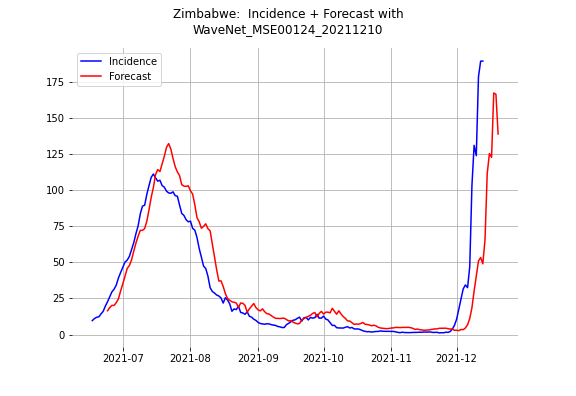 Zimbabwe:  Incidence + Forecast with
WaveNet_MSE00124_20211210
Incidence
Forecast
175
150
125
100
75
50
25
0
2021-07 2021-08 2021-09 2021-10 2021-11 2021-12